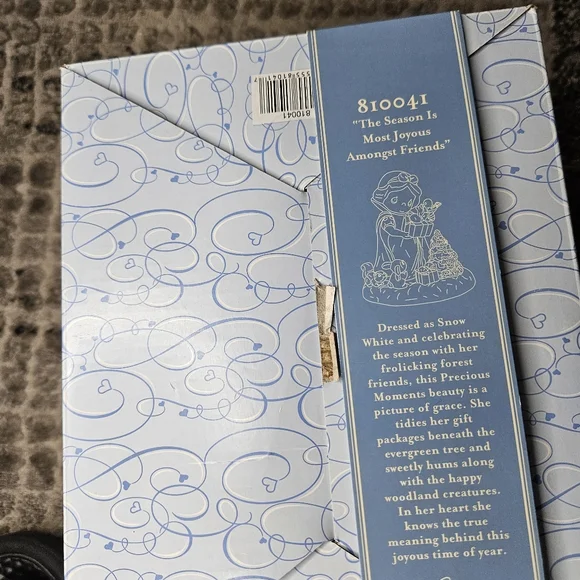 810041
"The Season Is
Most Joyous
Amongst Friends"
Dressed as Snow
White and celebrating
the season with her
frolicking forest
friends, this Precious
Moments beauty is a
picture of grace. She
tidies her gift
packages beneath the
evergreen tree and
sweetly hums along
with the happy
woodland creatures.
In her heart she
knows the true
meaning behind this
joyous time of year.
810041